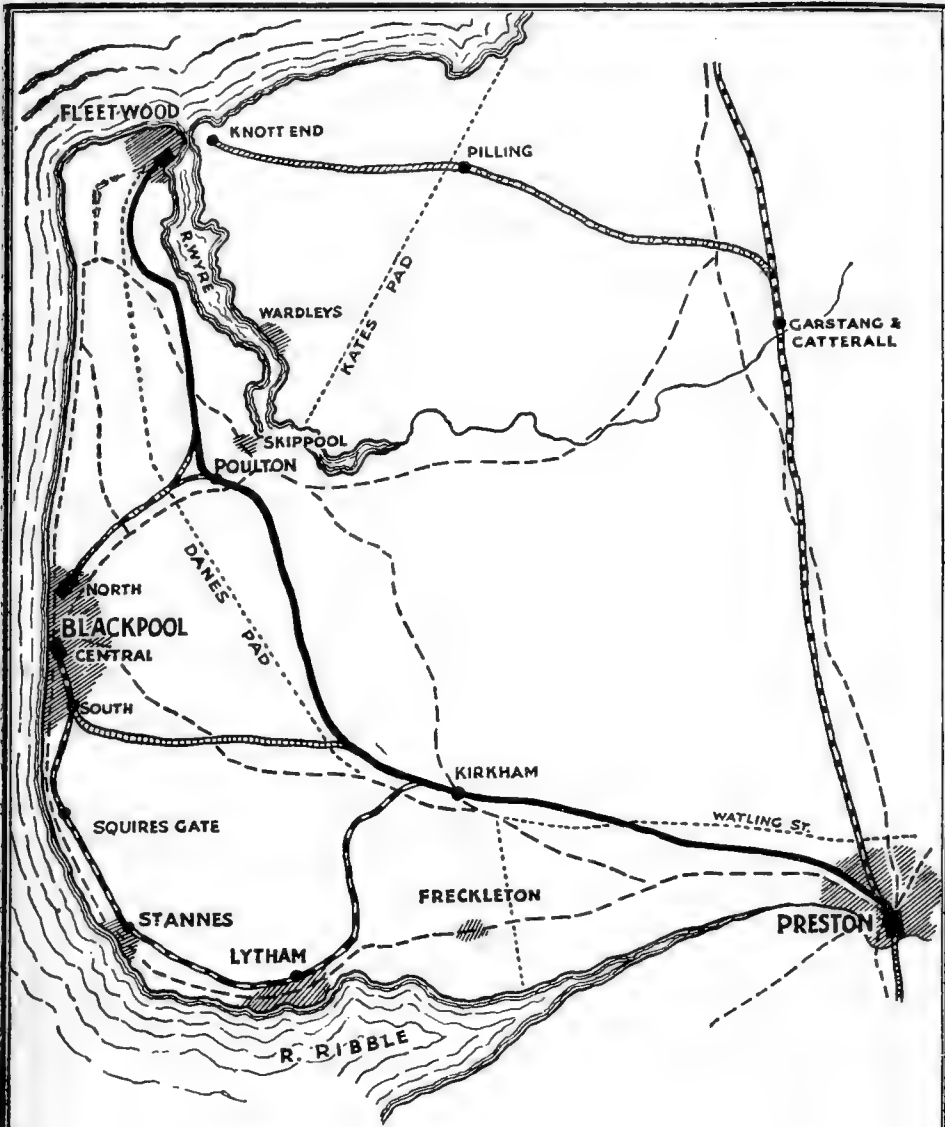 FLEETWOOD
KNOTT END
PILLING
R. WYRE
WARDLEYS
KATES PAD
GARSTANG &
CATTERALL
SKIPPOOL
POULTON
DANES PAD
NORTH
BLACKPOOL
CENTRAL
SOUTH
KIRKHAM
SQUIRES GATE
WATLING ST.
FRECKLETON
STANNES
PRESTON
LYTHAM
R. RIBBLE